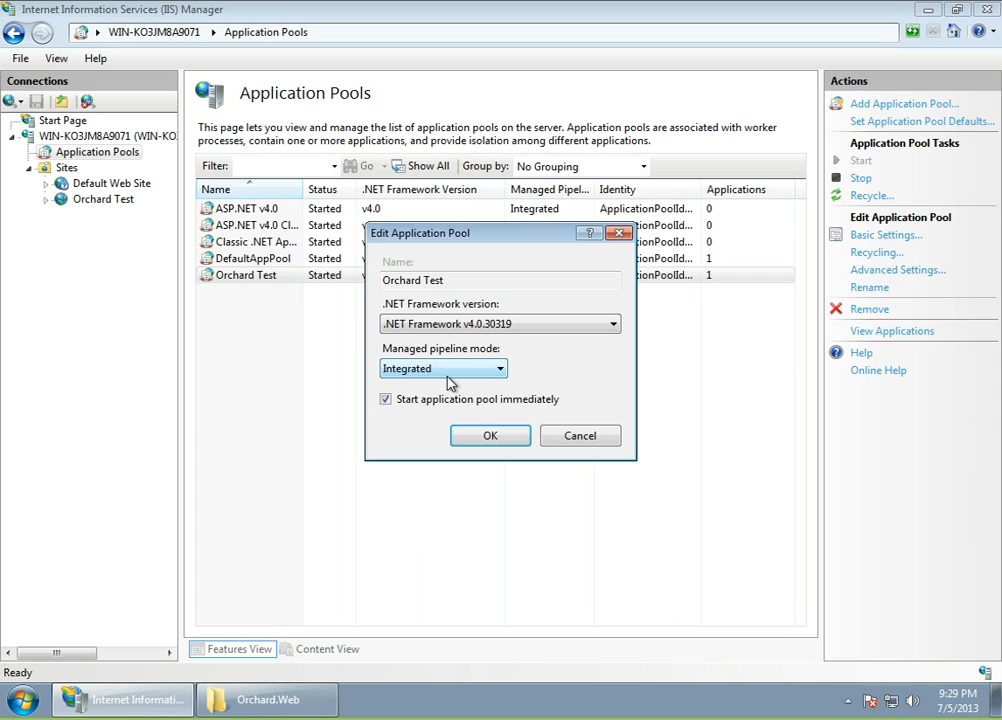 Internet Information Services (IIS) Manager
WIN-KO3JM8A9071
Application Pools
File View Help
Connections
Start Page
WIN-KO3JM8A9071 (WIN-KO
Application Pools
Sites
Default Web Site
Orchard Test
Application Pools
This page lets you view and manage the list of application pools on the server. Application pools are associated with worker
processes, contain one or more applications, and provide isolation among different applications.
Filter: Go Show All Group by: No Grouping
Name Status .NET Framework Version Managed Pipel... Identity Applications
ASP.NET v4.0 Started v4.0 Integrated ApplicationPoolId... 0
ASP.NET v4.0 Cl... Started v ionPoolId... 0
Classic .NET Ap... Started v ionPoolId... 0
DefaultAppPool Started v ionPoolId... 1
Orchard Test Started v ionPoolId... 1
Edit Application Pool
?
Name:
Orchard Test
.NET Framework version:
.NET Framework v4.0.30319
Managed pipeline mode:
Integrated
Start application pool immediately
OK Cancel
Features View Content View
Actions
Add Application Pool...
Set Application Pool Defaults...
Application Pool Tasks
Start
Stop
Recycle...
Edit Application Pool
Basic Settings...
Recycling...
Advanced Settings...
Rename
Remove
View Applications
Help
Online Help
Ready
Internet Informati...
Orchard.Web
9:29 PM
7/5/2013